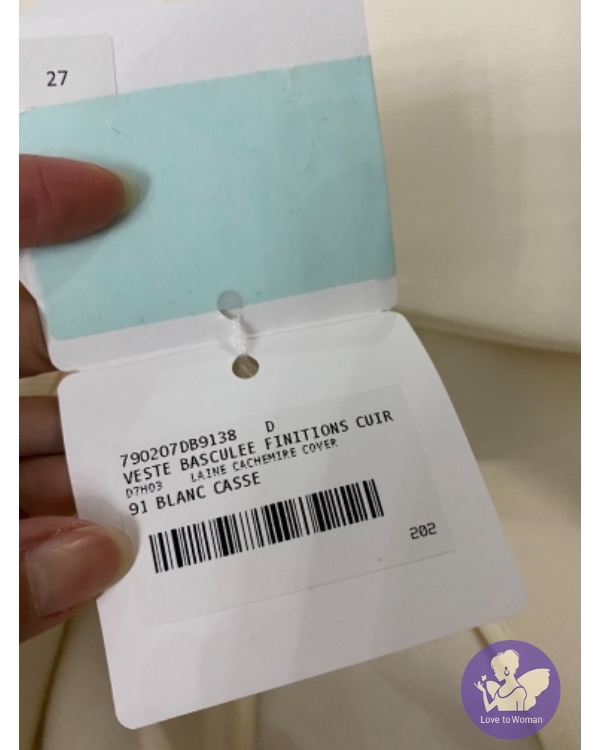 27
790207DB9138 D
VESTE BASCULEE FINITIONS CUIR
D7H03 LAINE CACHEMIRE COVER
91 BLANC CASSE
202
Love to Woman